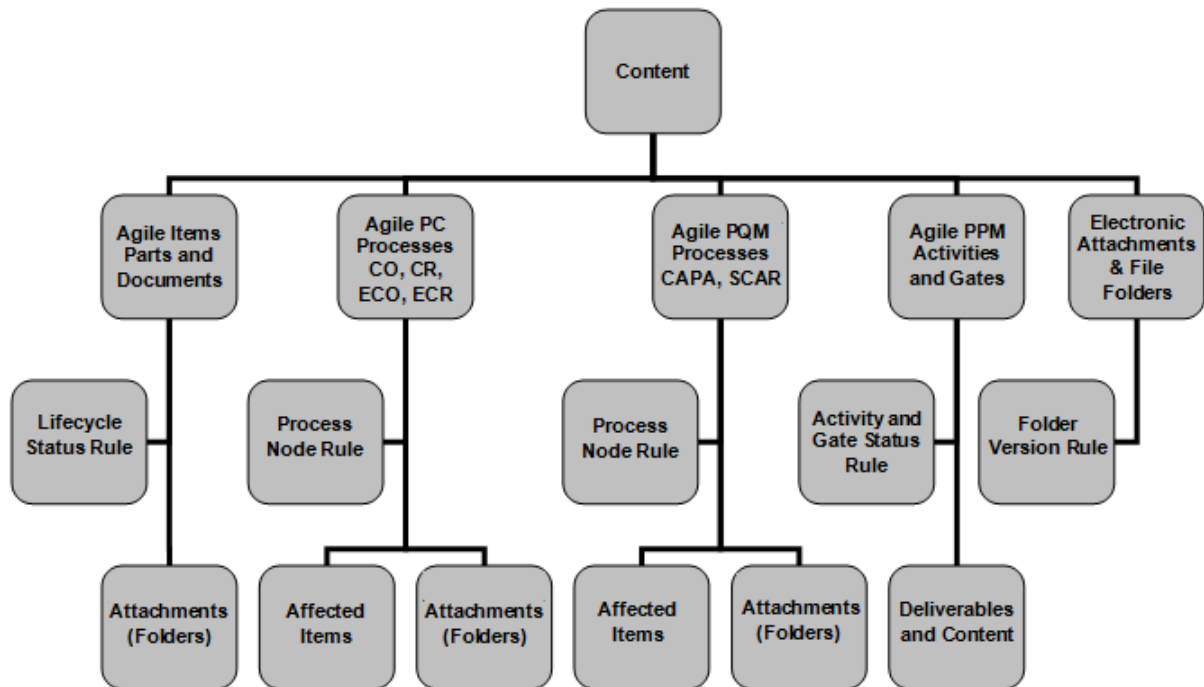 Content
Agile Items
Parts and
Documents
Agile PC
Processes
CO, CR,
ECO, ECR
Agile PQM
Processes
CAPA, SCAR
Agile PPM
Activities
and Gates
Electronic
Attachments
& File
Folders
Lifecycle
Status Rule
Process
Node Rule
Process
Node Rule
Activity and
Gate Status
Rule
Folder
Version Rule
Attachments
(Folders)
Affected
Items
Attachments
(Folders)
Affected
Items
Attachments
(Folders)
Deliverables
and Content